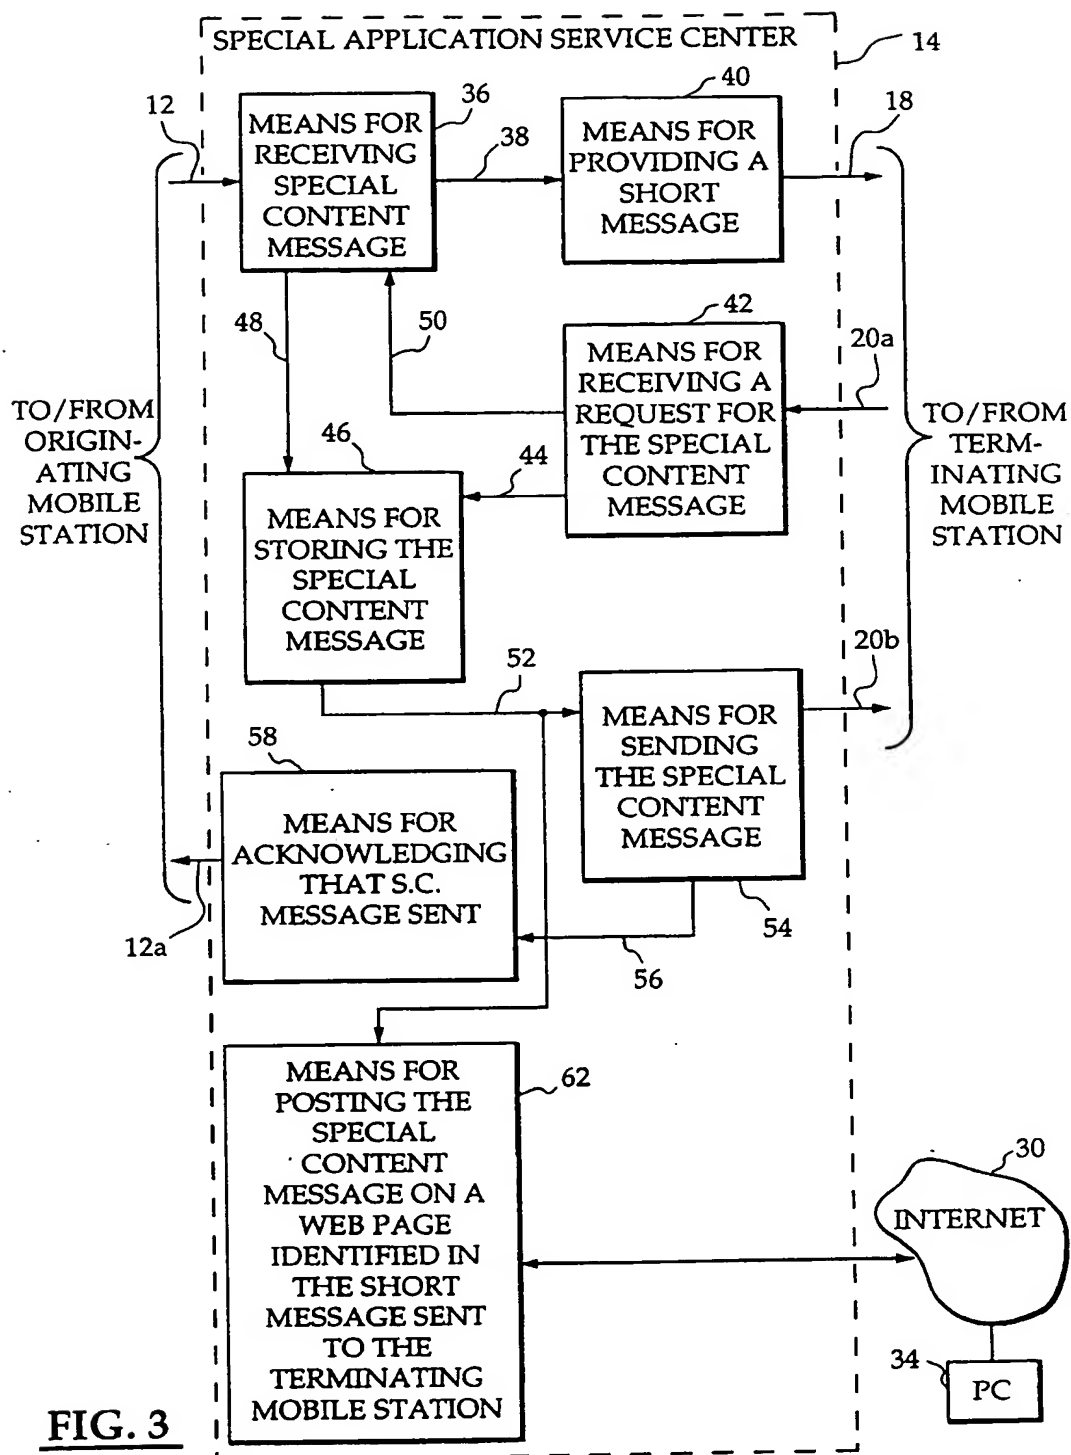 SPECIAL APPLICATION SERVICE CENTER
14
12
36
38
40
18
MEANS FOR
RECEIVING
SPECIAL
CONTENT
MESSAGE
MEANS FOR
PROVIDING A
SHORT
MESSAGE
48
50
42
20a
MEANS FOR
RECEIVING A
REQUEST FOR
THE SPECIAL
CONTENT
MESSAGE
TO/FROM
ORIGIN-
ATING
MOBILE
STATION
TO/FROM
TERM-
INATING
MOBILE
STATION
46
44
MEANS FOR
STORING THE
SPECIAL
CONTENT
MESSAGE
52
20b
MEANS FOR
SENDING
THE SPECIAL
CONTENT
MESSAGE
58
MEANS FOR
ACKNOWLEDGING
THAT S.C.
MESSAGE SENT
12a
56
54
62
MEANS FOR
POSTING THE
SPECIAL
CONTENT
MESSAGE ON A
WEB PAGE
IDENTIFIED IN
THE SHORT
MESSAGE SENT
TO THE
TERMINATING
MOBILE STATION
30
INTERNET
34
PC
FIG. 3